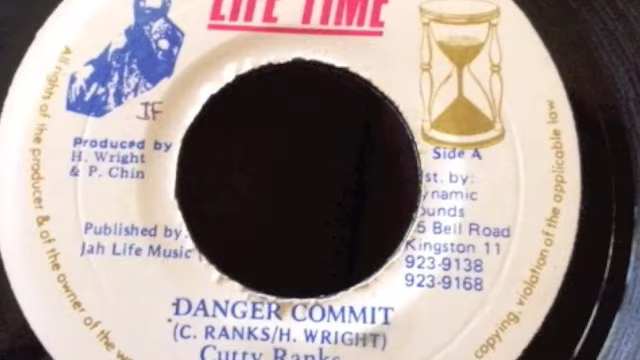 LIFE TIME
JF
Produced by
H. Wright
& P. Chin
Side A
st. by:
ynamic
ounds
5 Bell Road
Kingston 11
923-9138
923-9168
Published by:
Jah Life Music
DANGER COMMIT
(C. RANKS/H. WRIGHT)
Cutty Ranks
All rights of the producer & of the owner of the w
copying, violation of the applicable law